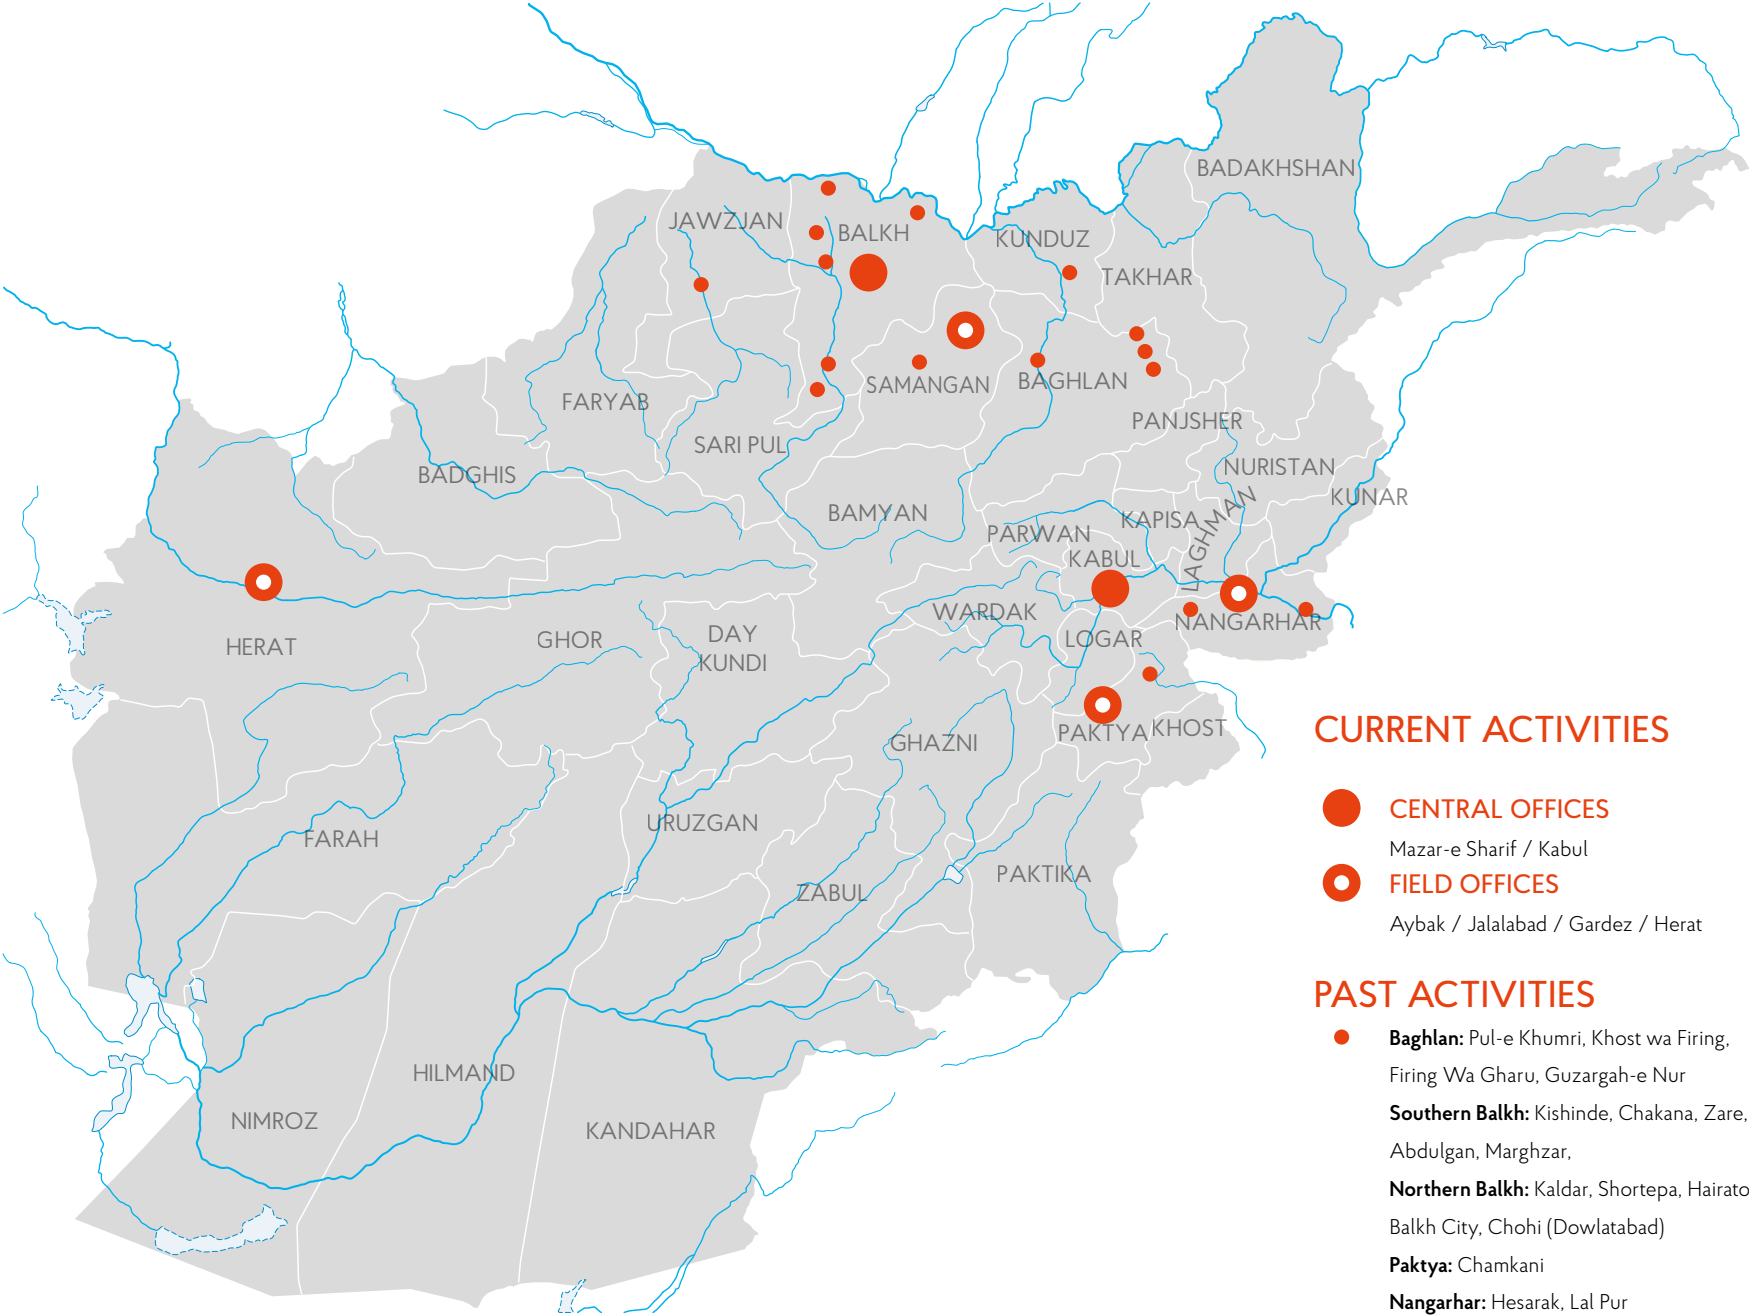 BADAKHSHAN
JAWZJAN
BALKH
KUNDUZ
TAKHAR
FARYAB
SAMANGAN
BAGHLAN
PANJSHER
SARI PUL
BADGHIS
NURISTAN
KUNAR
BAMYAN
PARWAN
KAPISA
LAGHMAN
KABUL
WARDAK
NANGARHAR
HERAT
GHOR
DAY
KUNDI
LOGAR
GHAZNI
PAKTYA
KHOST
URUZGAN
FARAH
ZABUL
PAKTIKA
HILMAND
NIMROZ
KANDAHAR
CURRENT ACTIVITIES
CENTRAL OFFICES
Mazar-e Sharif / Kabul
FIELD OFFICES
Aybak / Jalalabad / Gardez / Herat
PAST ACTIVITIES
Baghlan: Pul-e Khumri, Khost wa Firing,
Firing Wa Gharu, Guzargah-e Nur
Southern Balkh: Kishinde, Chakana, Zare,
Abdulgan, Marghzar,
Northern Balkh: Kaldar, Shortepa, Hairato
Balkh City, Chohi (Dowlatabad)
Paktya: Chamkani
Nangarhar: Hesarak, Lal Pur